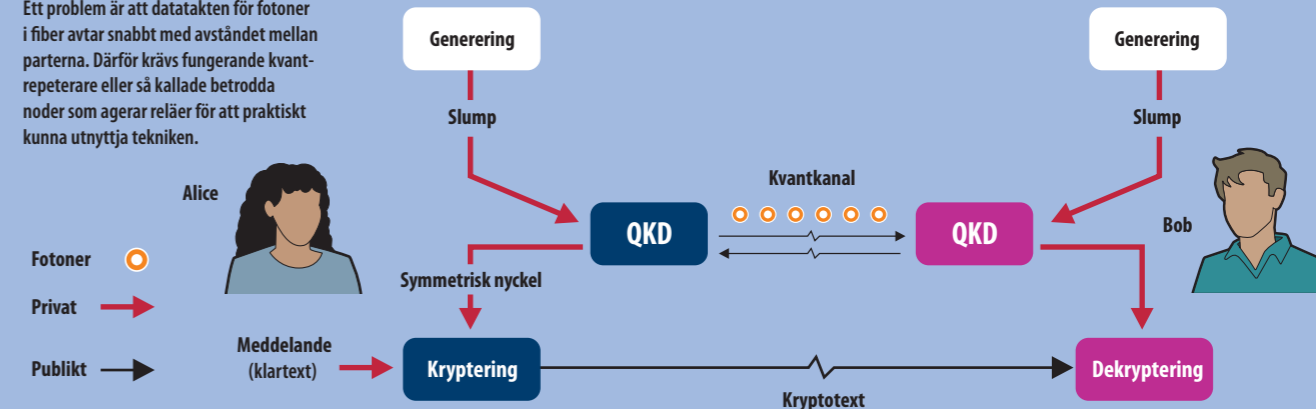 Ett problem är att datatakten för fotoner
i fiber avtar snabbt med avståndet mellan
parterna. Därför krävs fungerande kvant-
repeterare eller så kallade betrodda
noder som agerar reläer för att praktiskt
kunna utnyttja tekniken.
Generering
Generering
Slump
Slump
Alice
Kvantkanal
Bob
QKD
QKD
Fotoner
Symmetrisk nyckel
Privat
Meddelande
(klartext)
Publikt
Kryptering
Dekryptering
Kryptotext